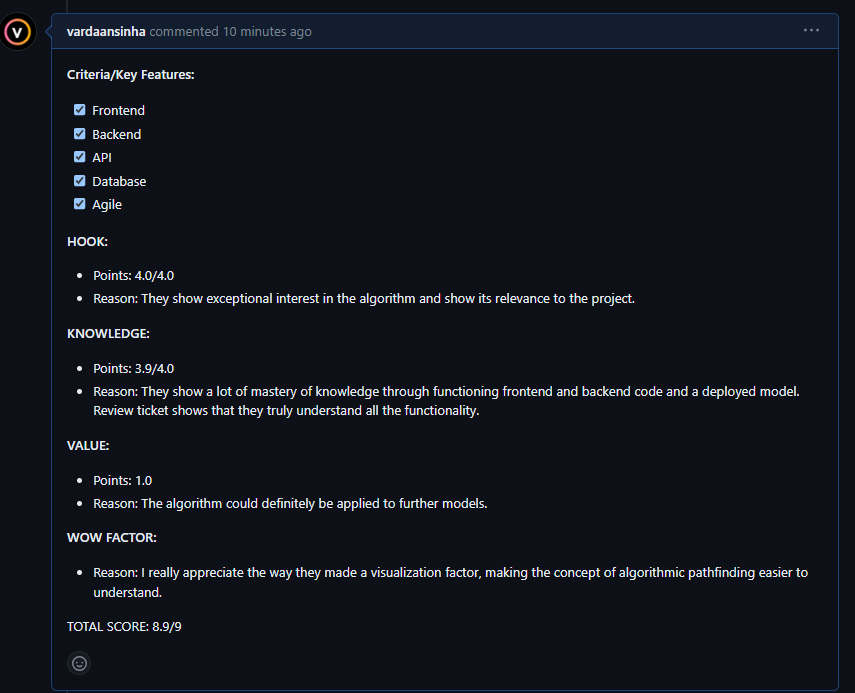 V
vardaansinha commented 10 minutes ago
Criteria/Key Features:
Frontend
Backend
API
Database
Agile
HOOK:
Points: 4.0/4.0
Reason: They show exceptional interest in the algorithm and show its relevance to the project.
KNOWLEDGE:
Points: 3.9/4.0
Reason: They show a lot of mastery of knowledge through functioning frontend and backend code and a deployed model.
Review ticket shows that they truly understand all the functionality.
VALUE:
Points: 1.0
Reason: The algorithm could definitely be applied to further models.
WOW FACTOR:
Reason: I really appreciate the way they made a visualization factor, making the concept of algorithmic pathfinding easier to
understand.
TOTAL SCORE: 8.9/9